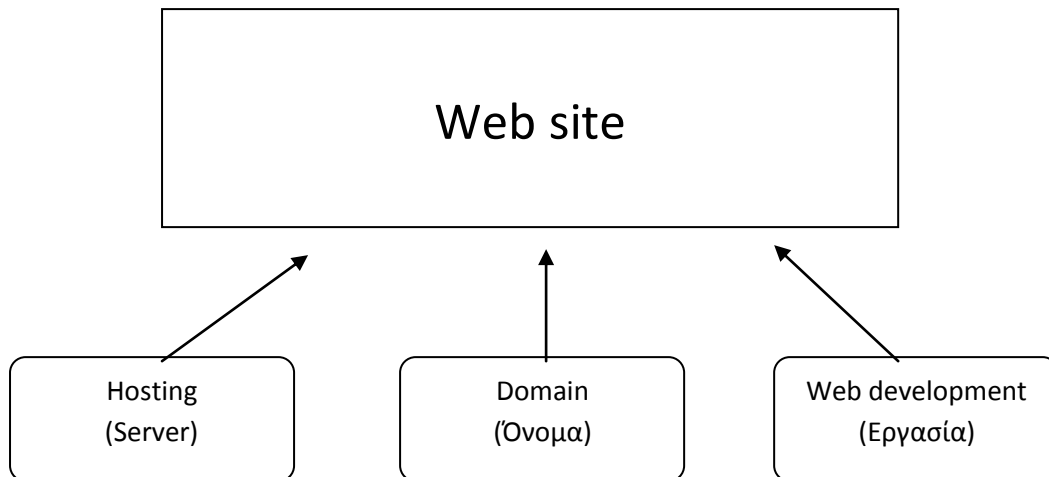 Web site
Hosting
(Server)
Domain
(Όνομα)
Web development
(Εργασία)